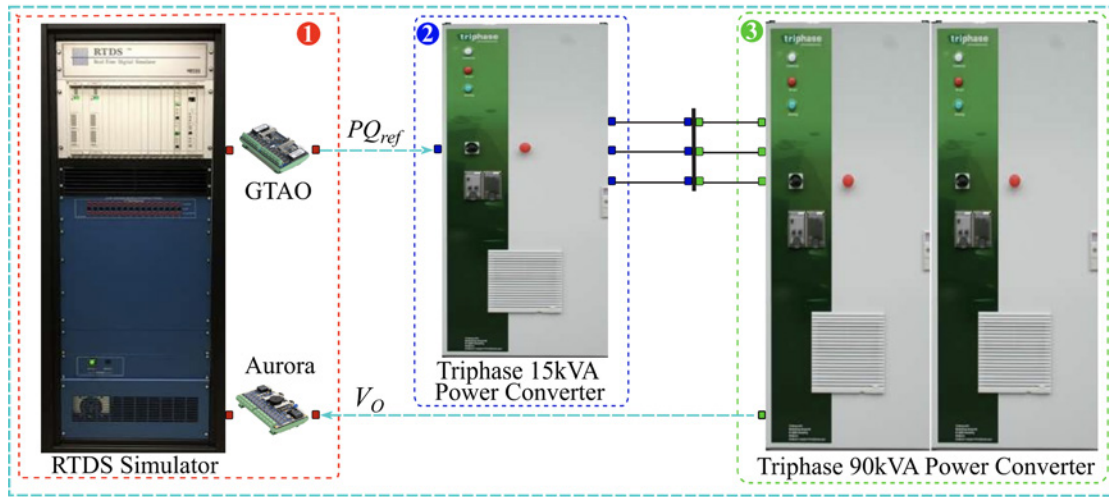 1
RTDS
Real Time Digital Simulator
GTAO
PQref
Aurora
VO
RTDS Simulator
2
triphase
Triphase 15kVA
Power Converter
3
triphase
triphase
Triphase 90kVA Power Converter